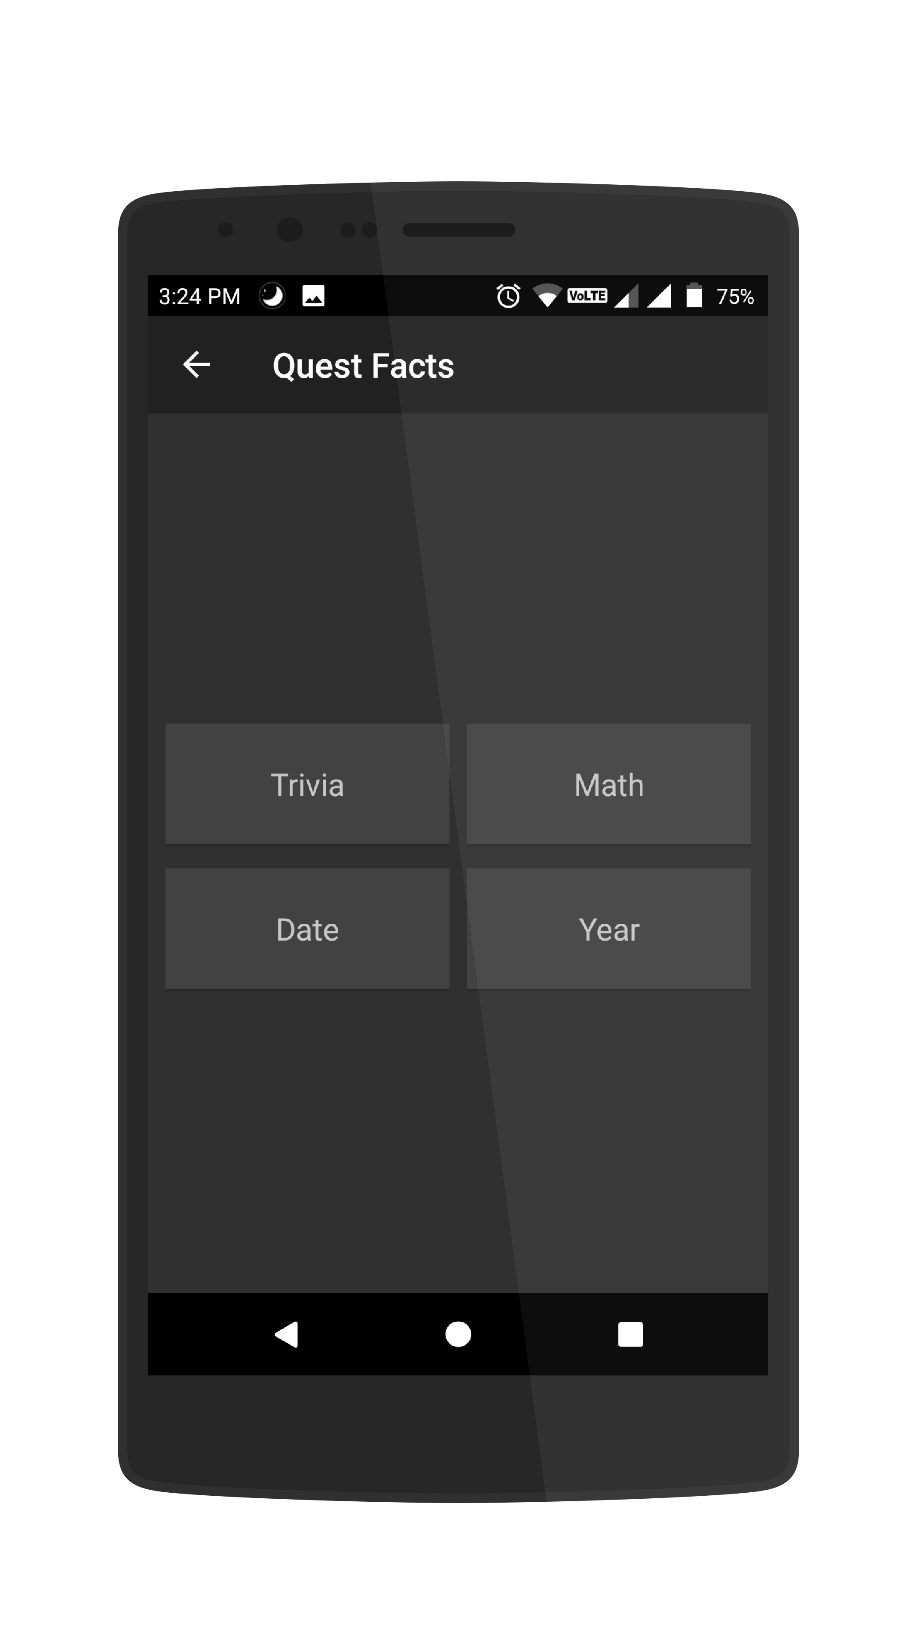 3:24 PM VoLTE 75%
Quest Facts
Trivia Math
Date Year